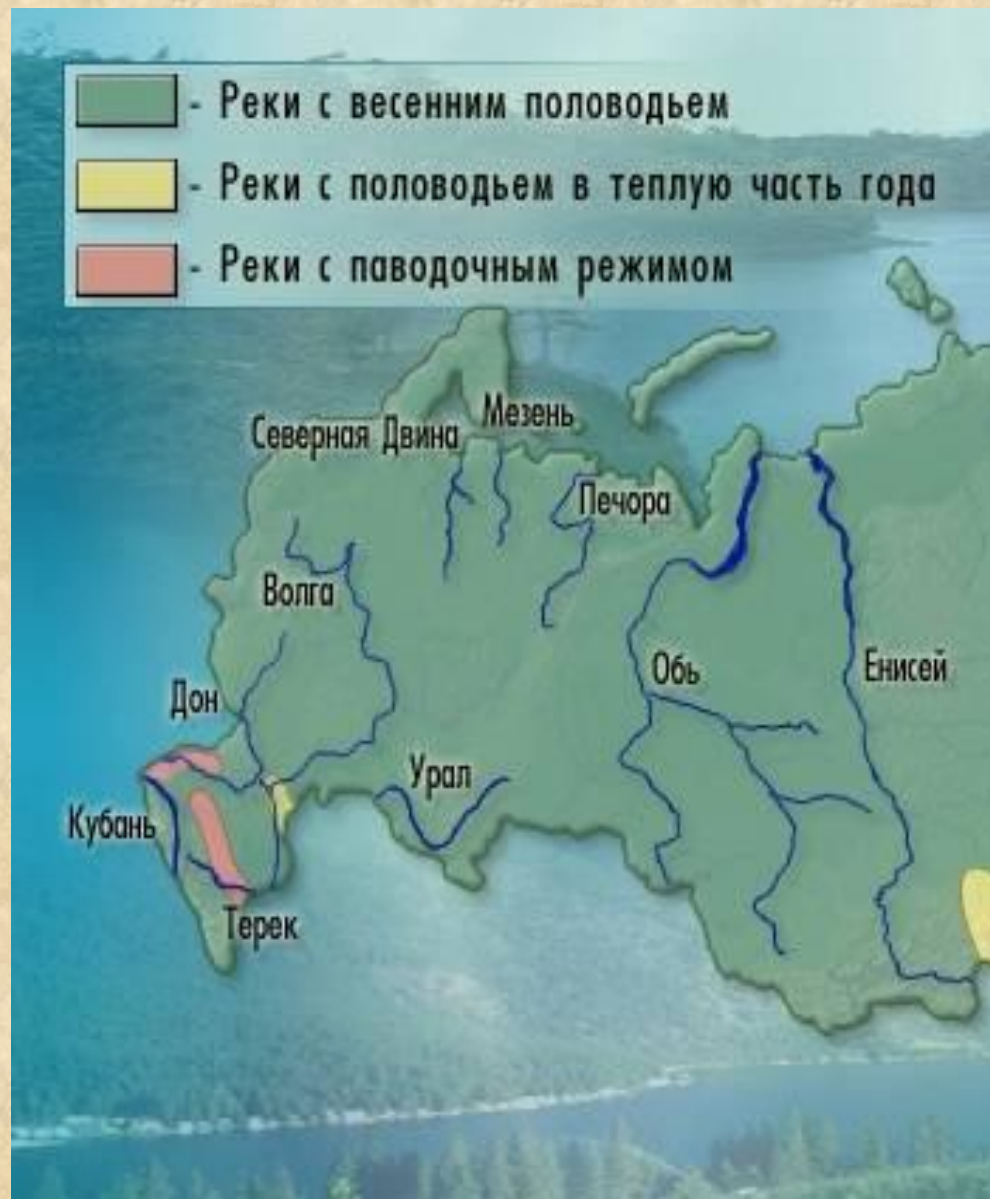 - Реки с весенним половодьем
- Реки с половодьем в теплую часть года
- Реки с паводочным режимом
Мезень
Северная Двина
Печора
Волга
Обь
Енисей
Дон
Урал
Кубань
Терек